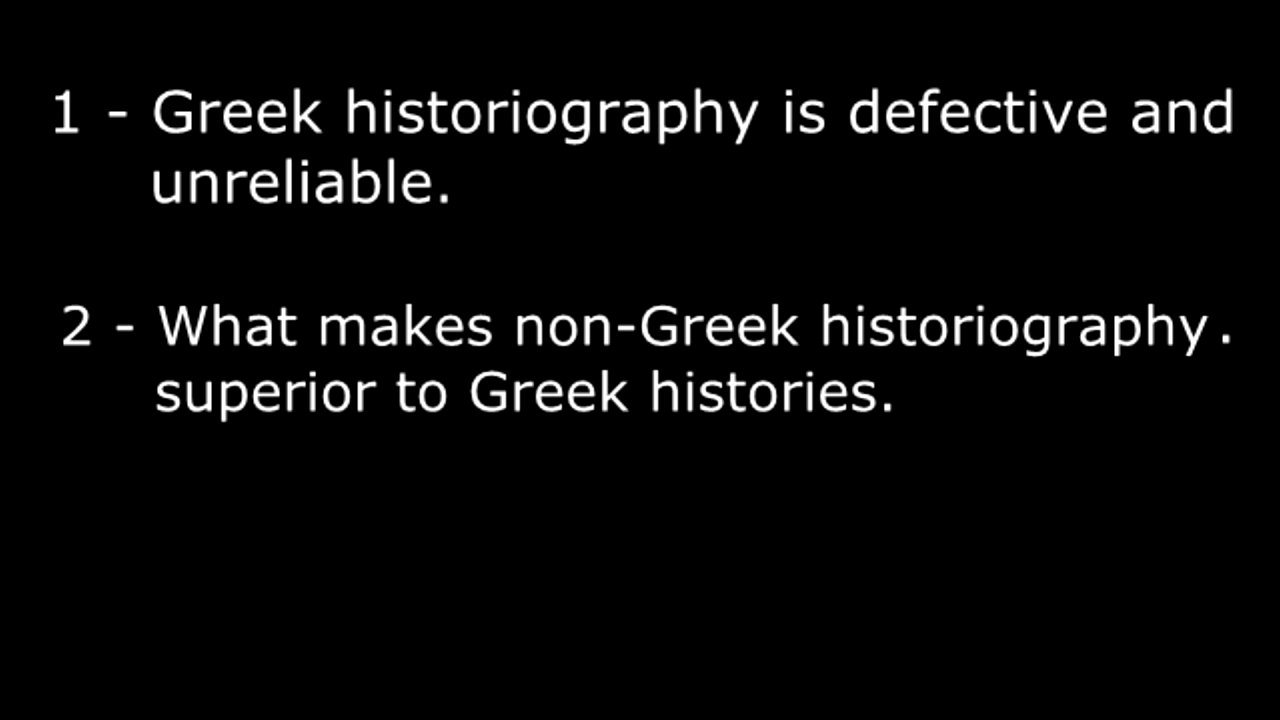 1 - Greek historiography is defective and
unreliable.
2 - What makes non-Greek historiography .
superior to Greek histories.